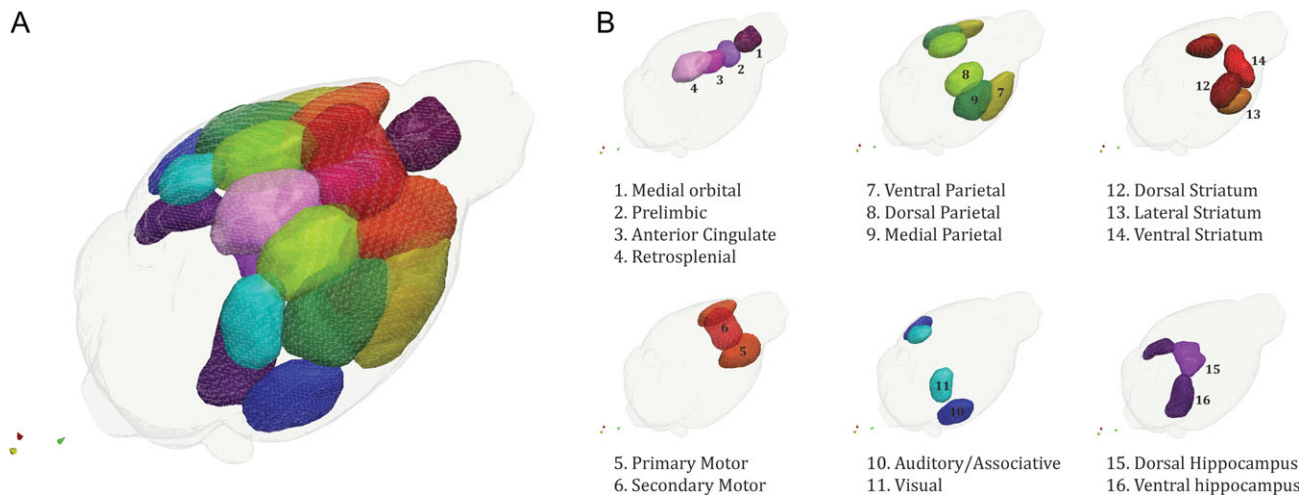 A
B
1
2
3
4
8
9
7
14
12
13
1. Medial orbital
2. Prelimbic
3. Anterior Cingulate
4. Retrosplenial
7. Ventral Parietal
8. Dorsal Parietal
9. Medial Parietal
12. Dorsal Striatum
13. Lateral Striatum
14. Ventral Striatum
6
5
11
10
15
16
5. Primary Motor
6. Secondary Motor
10. Auditory/Associative
11. Visual
15. Dorsal Hippocampus
16. Ventral hippocampus